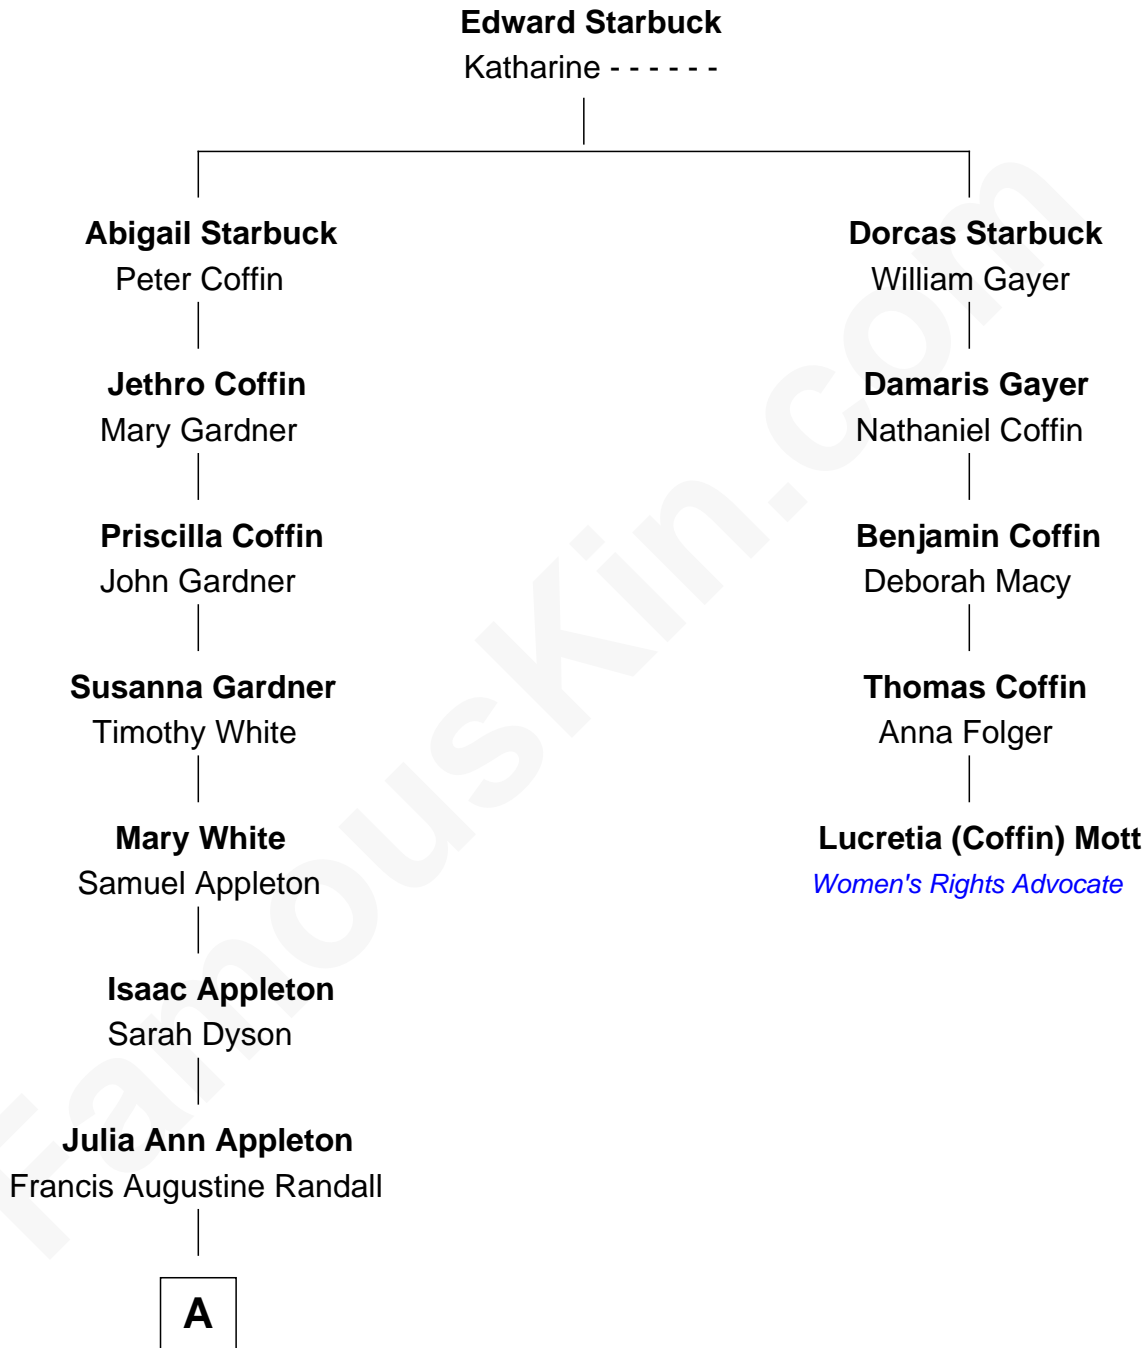 Edward Starbuck
Katharine - - - - - -
Abigail Starbuck
Peter Coffin
Jethro Coffin
Mary Gardner
Priscilla Coffin
John Gardner
Susanna Gardner
Timothy White
Mary White
Samuel Appleton
Isaac Appleton
Sarah Dyson
Julia Ann Appleton
Francis Augustine Randall
A
Dorcas Starbuck
William Gayer
Damaris Gayer
Nathaniel Coffin
Benjamin Coffin
Deborah Macy
Thomas Coffin
Anna Folger
Lucretia (Coffin) Mott
Women's Rights Advocate
FamousKin.com